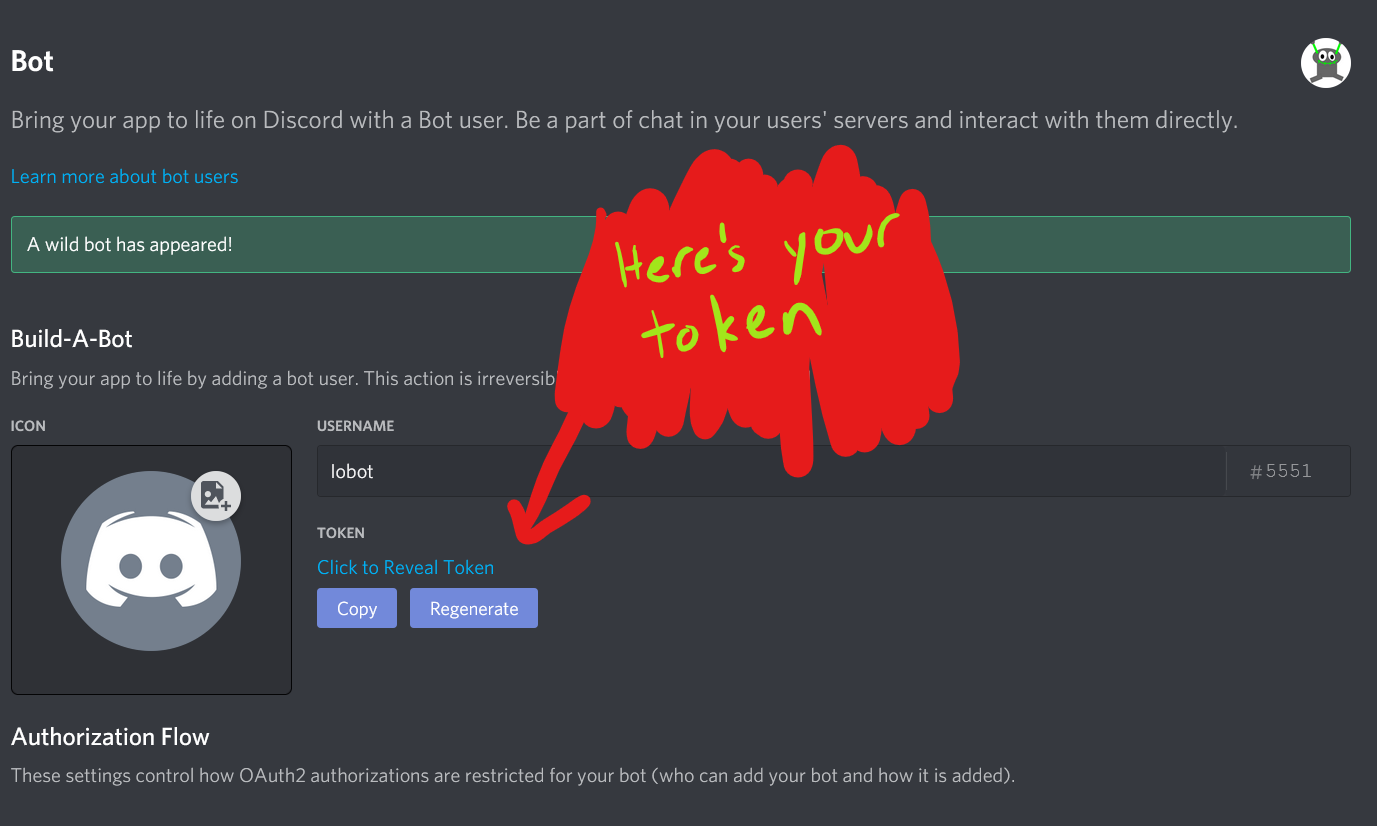 Bot
Bring your app to life on Discord with a Bot user. Be a part of chat in your users' servers and interact with them directly.
Learn more about bot users
A wild bot has appeared!
Here's your
token
Build-A-Bot
Bring your app to life by adding a bot user. This action is
ICON
USERNAME
lobot
#5551
TOKEN
Click to Reveal Token
Copy
Regenerate
Authorization Flow
These settings control how OAuth2 authorizations are restricted for your bot (who can add your bot and how it is added).